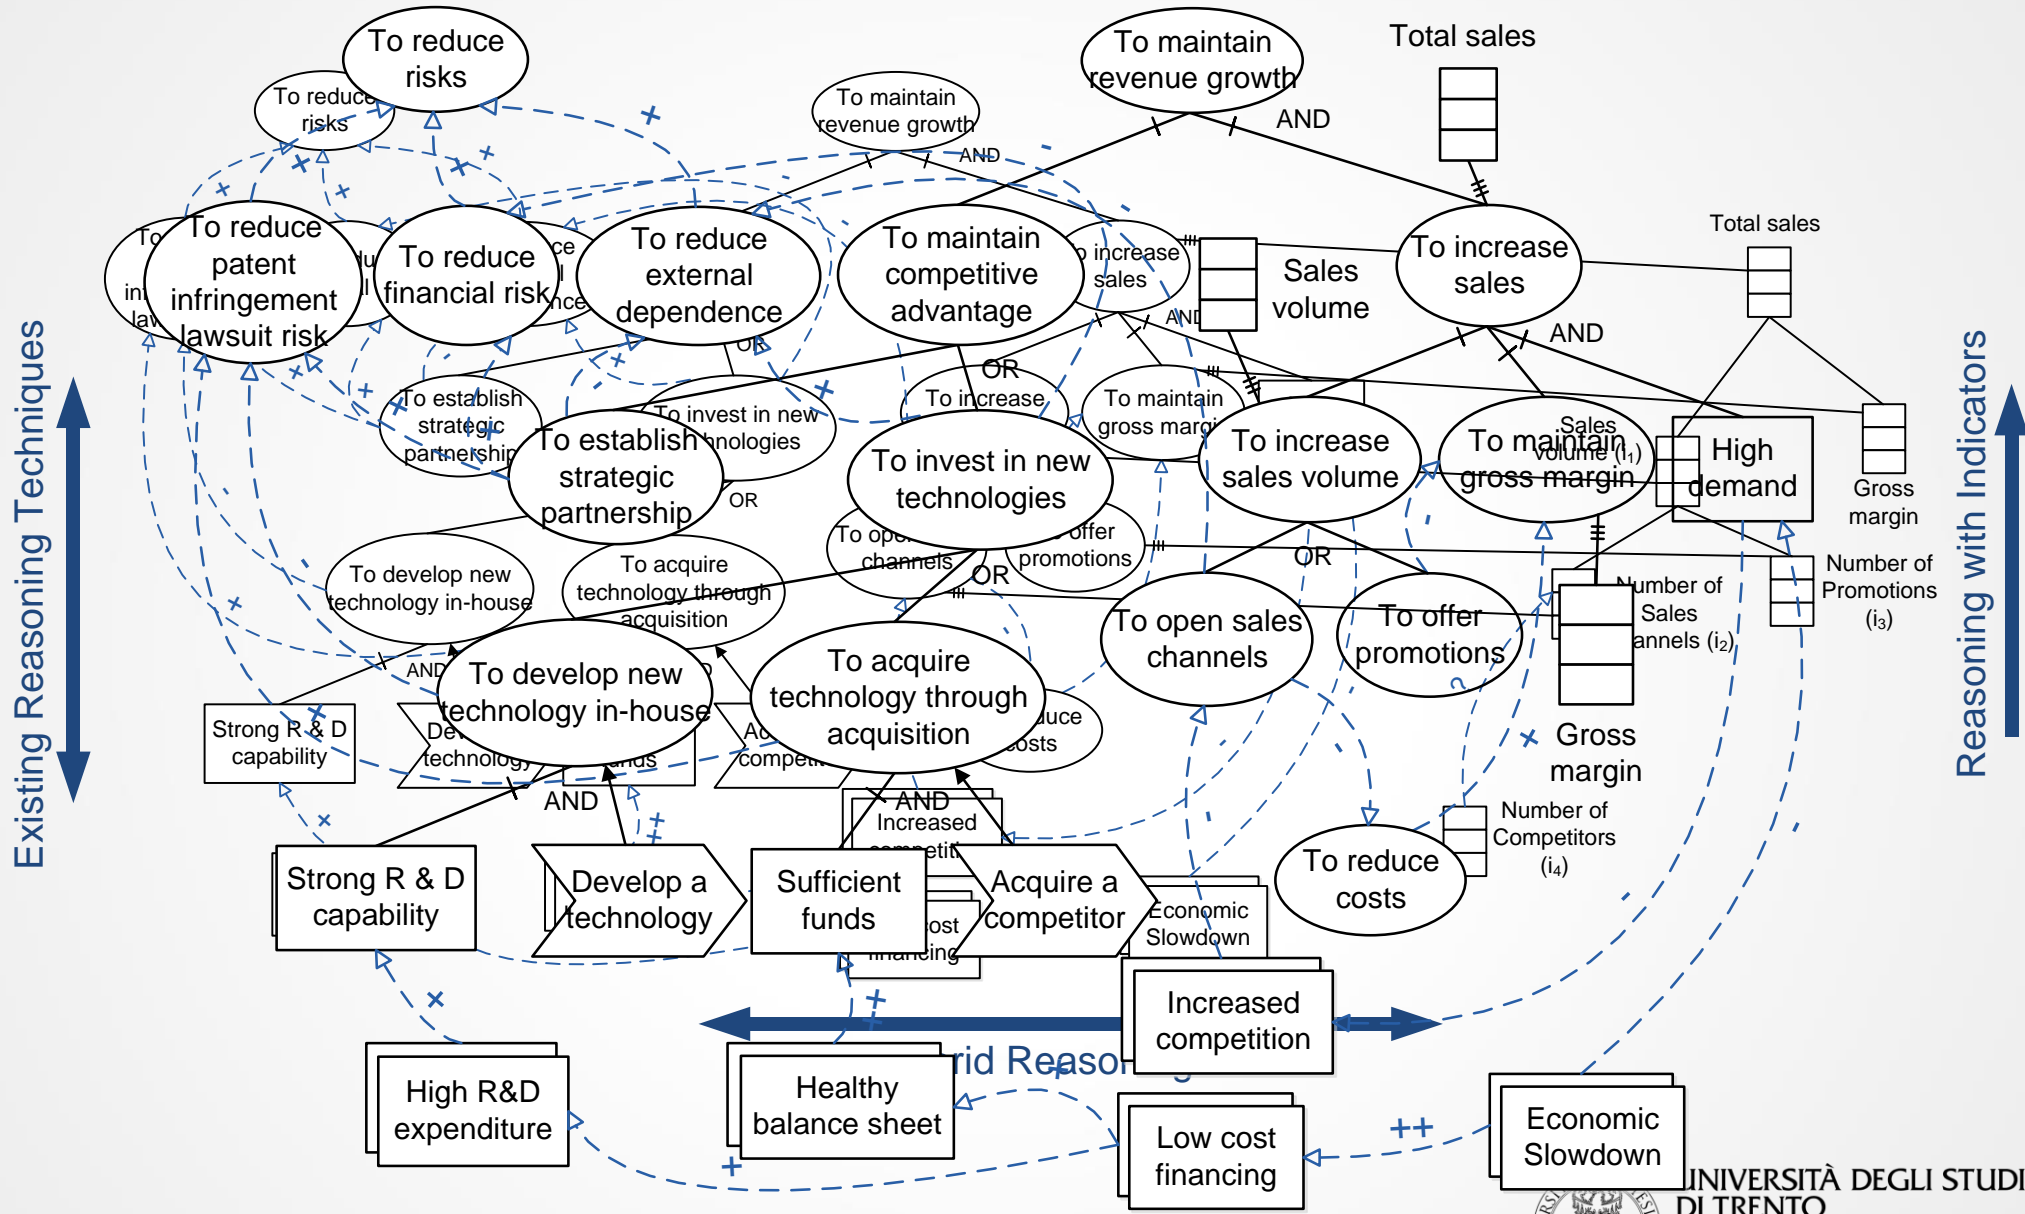 To reduce
risks
To maintain
revenue growth
Total sales
AND
To reduce
risks
To maintain
revenue growth
AND
To reduce
patent
infringement
lawsuit risk
To reduce
financial risk
To reduce
external
dependence
To maintain
competitive
advantage
increase
sales
Sales
volume
To increase
sales
Total sales
AND
AND
OR
OR
To establish
strategic
partnership
To invest in new
To increase
To maintain
gross
To establish
strategic
partnership
To invest in new
technologies
To increase
sales volume
To maintain
gross margin
Sales
volume (i1)
High
demand
Gross
margin
OR
To develop new
technology in-house
To acquire
technology through
acquisition
To
channels
offer
promotions
OR
OR
To open sales
channels
To offer
promotions
Number of
Sales
(i2)
Number of
Promotions
(i3)
AND
To develop new
technology in-house
To acquire
technology through
acquisition
Strong R & D
capability
technology
costs
Gross
margin
AND
AND
Increased
Number of
Competitors
(i4)
Strong R & D
capability
Develop a
technology
Sufficient
funds
Acquire a
competitor
Economic
Slowdown
cost
To reduce
costs
Increased
competition
High R&D
expenditure
Healthy
balance sheet
Low cost
financing
Economic
Slowdown
++
+
Existing Reasoning Techniques
Reasoning with Indicators
UNIVERSITÀ DEGLI STUDI
DI TRENTO